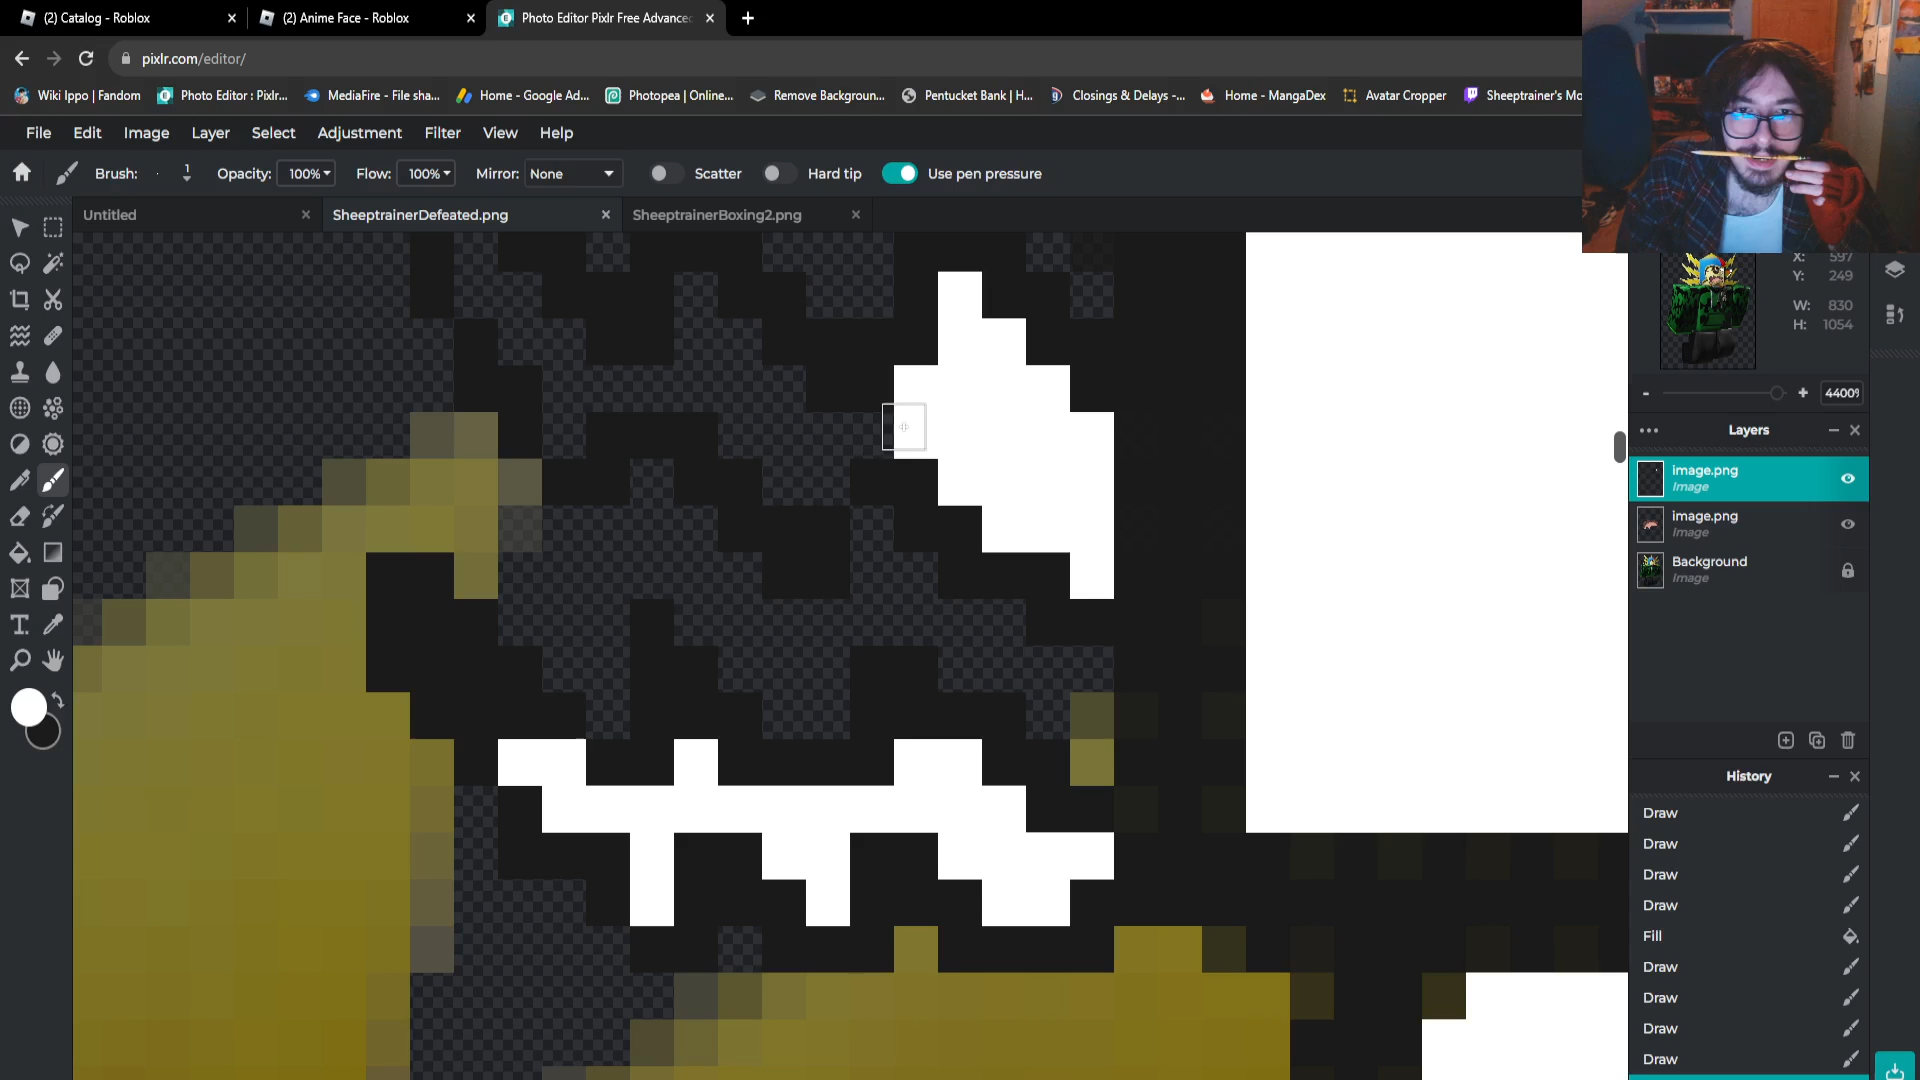 (2) Catalog - Roblox
(2) Anime Face - Roblox
Photo Editor Pixlr Free Advance
pixlr.com/editor/
Wiki Ippo | Fandom
Photo Editor : Pixlr...
MediaFire - File sha...
Home - Google Ad...
Photopea | Online...
Remove Backgroun...
Pentucket Bank | H...
Closings & Delays -...
Home - MangaDex
Avatar Cropper
Sheeptrainer's Mo
File
Edit
Image
Layer
Select
Adjustment
Filter
View
Help
Brush:
1
Opacity:
100%
Flow:
100%
Mirror:
None
Scatter
Hard tip
Use pen pressure
Untitled
SheeptrainerDefeated.png
SheeptrainerBoxing2.png
X: 597
Y: 249
W: 830
H: 1054
4400%
Layers
image.png
Image
image.png
Image
Background
Image
History
Draw
Draw
Draw
Draw
Fill
Draw
Draw
Draw
Draw